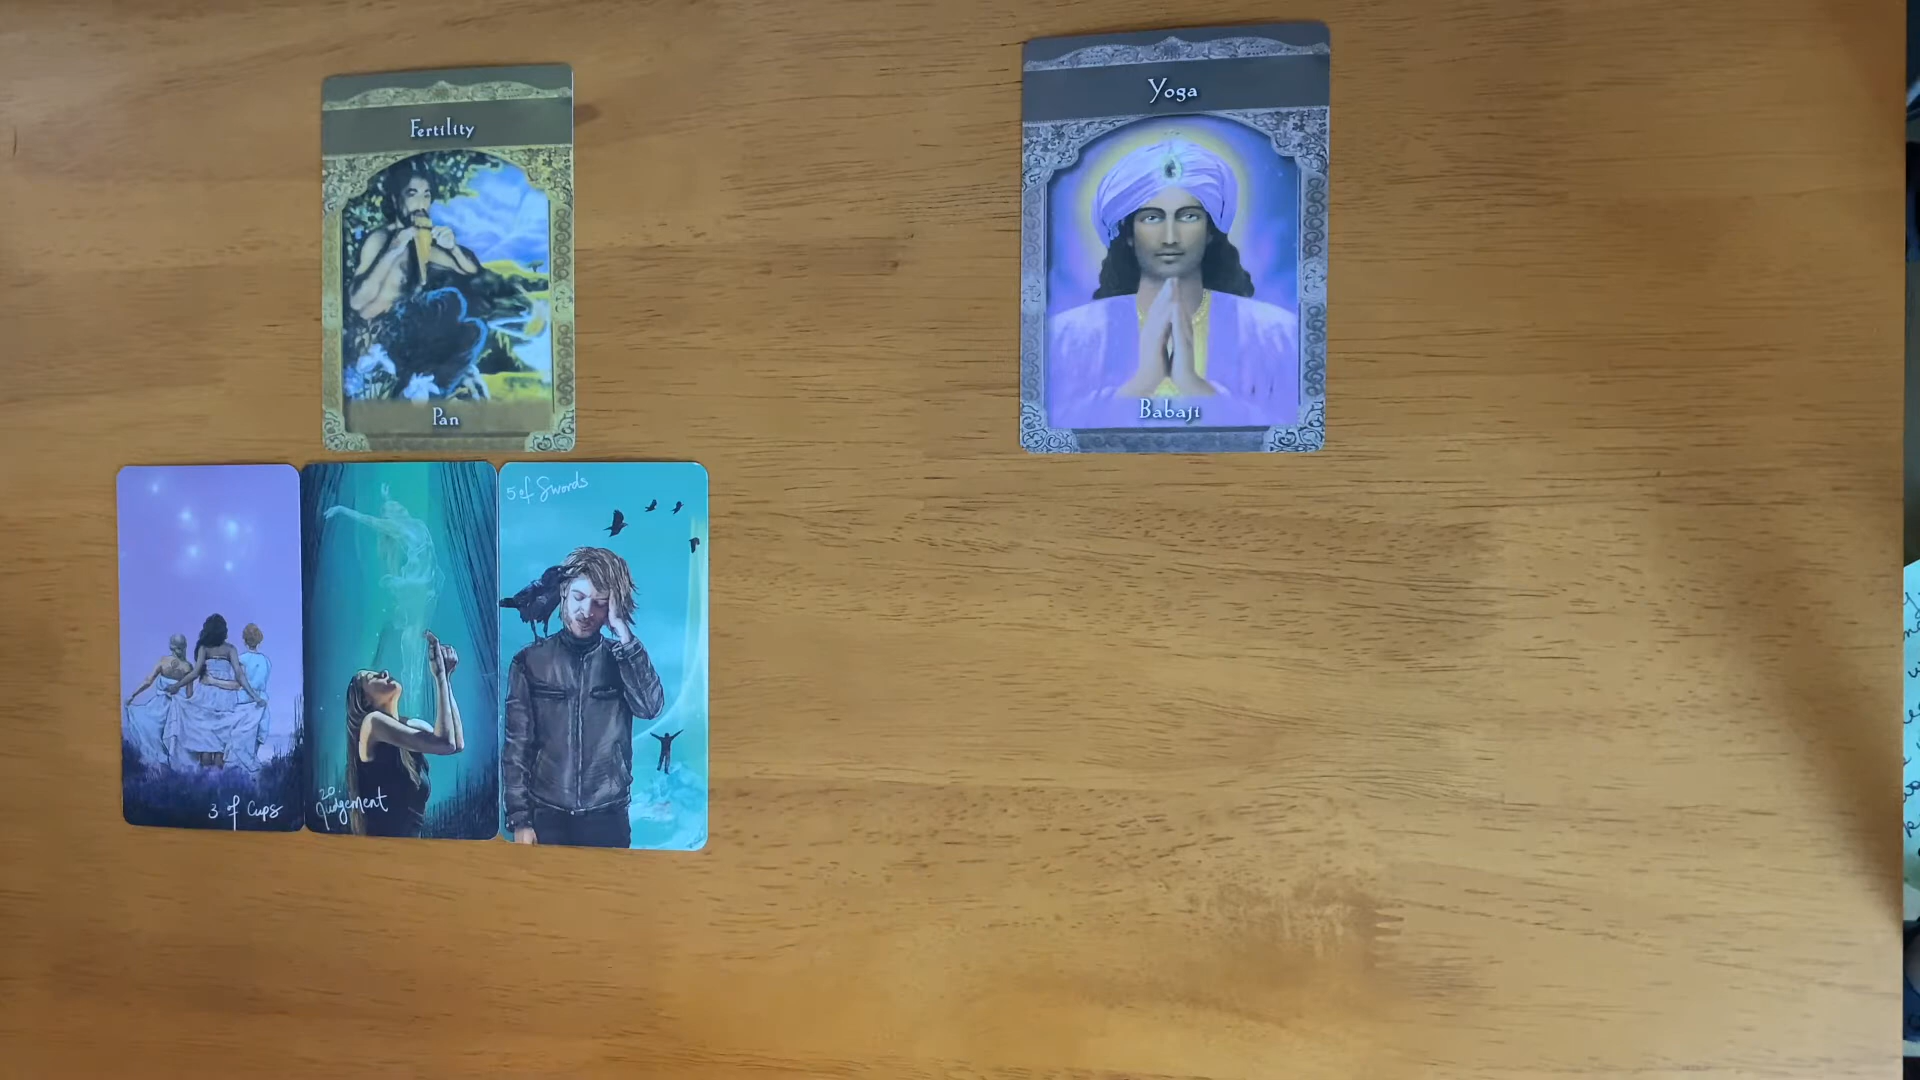 Fertility
Pan
Yoga
Babaji
3 of Cups
20.
Judgement
5 of Swords